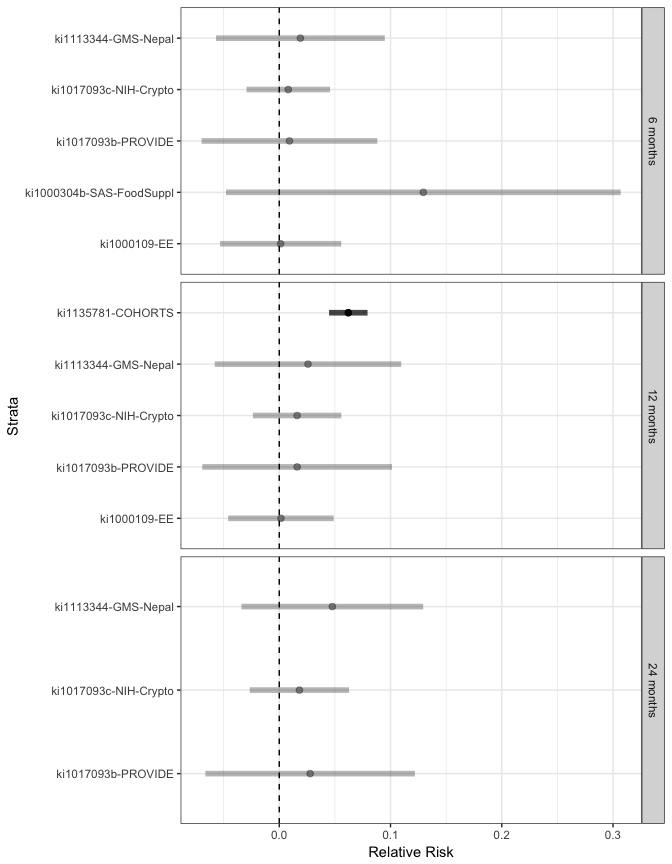 ki1113344-GMS-Nepal
ki1017093c-NIH-Crypto
ki1017093b-PROVIDE
ki1000304b-SAS-FoodSuppl
ki1000109-EE
6 months
ki1135781-COHORTS
ki1113344-GMS-Nepal
ki1017093c-NIH-Crypto
ki1017093b-PROVIDE
ki1000109-EE
12 months
Strata
ki1113344-GMS-Nepal
ki1017093c-NIH-Crypto
ki1017093b-PROVIDE
24 months
0.0 0.1 0.2 0.3
Relative Risk